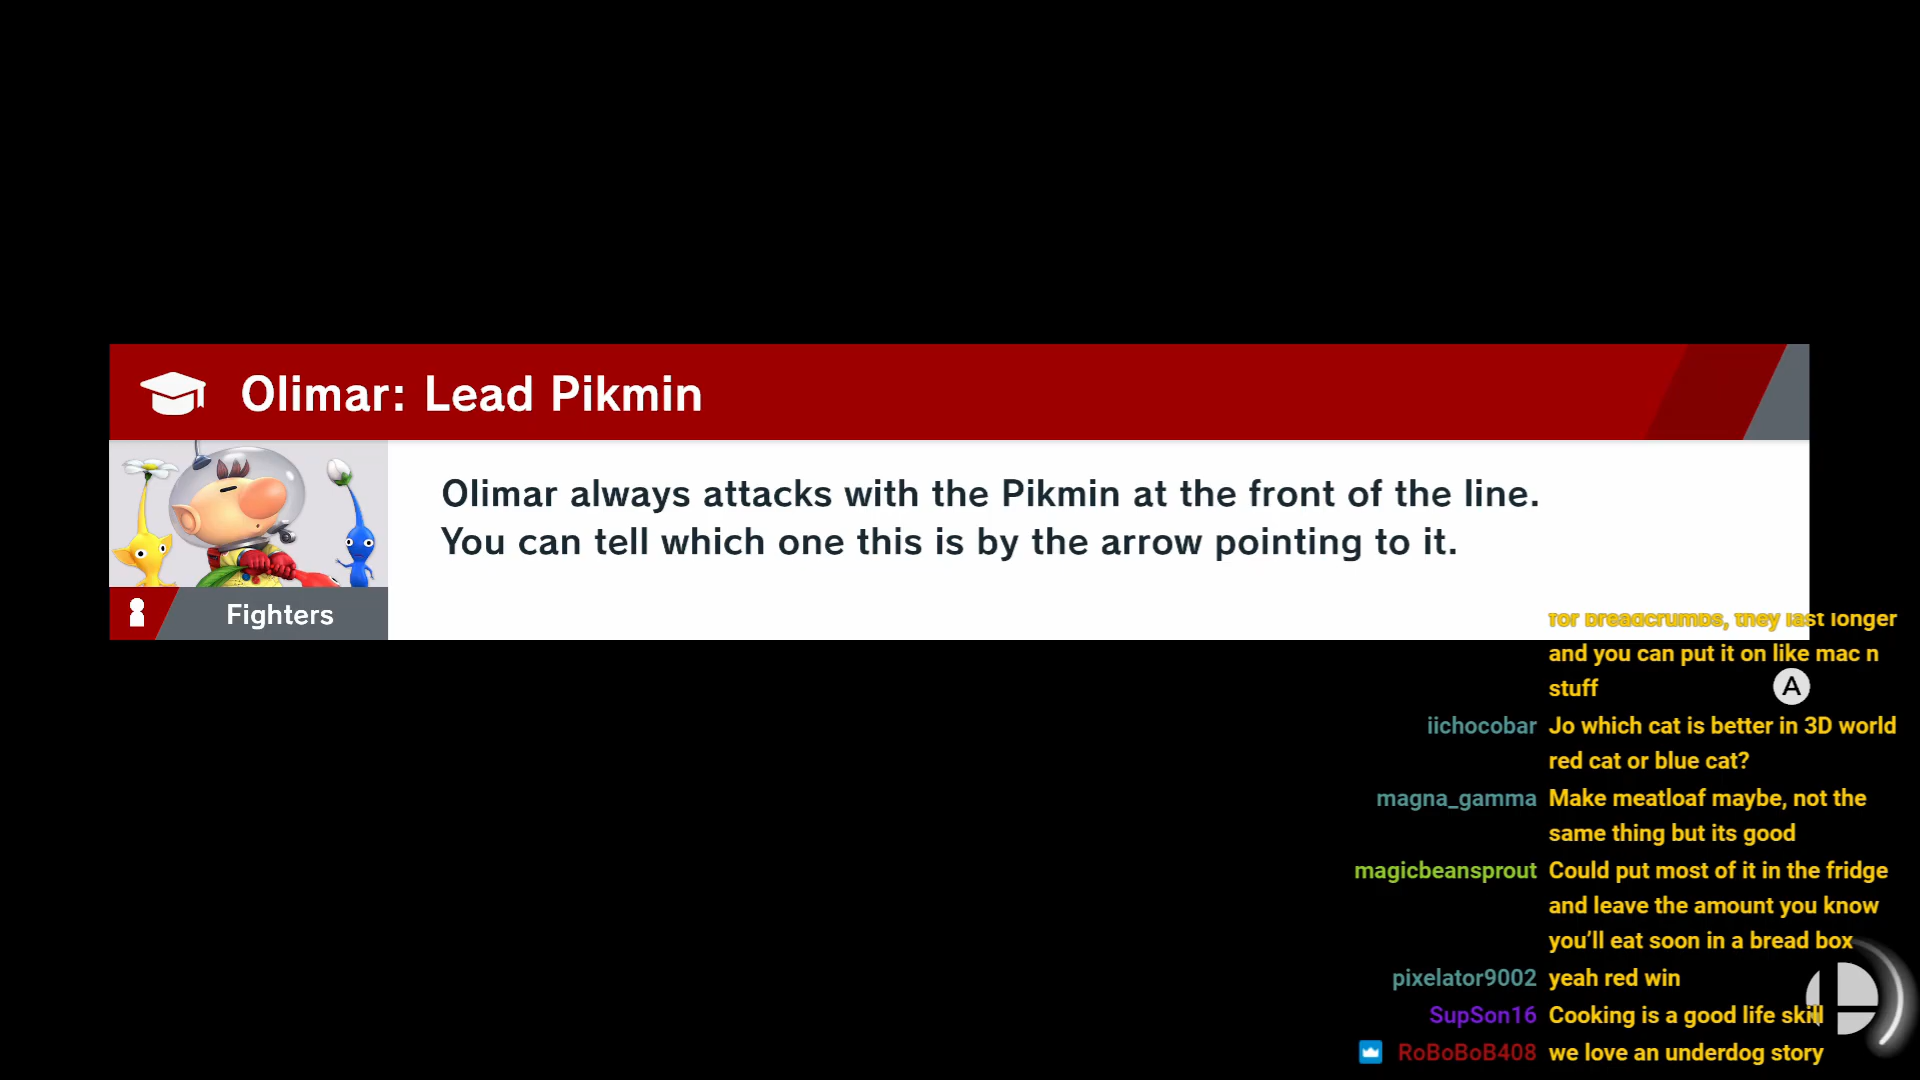 Olimar: Lead Pikmin
Olimar always attacks with the Pikmin at the front of the line.
You can tell which one this is by the arrow pointing to it.
Fighters
for breadcrumbs, they last longer
and you can put it on like mac n
stuff
A
iichocobar Jo which cat is better in 3D world
red cat or blue cat?
magna_gamma Make meatloaf maybe, not the
same thing but its good
magicbeansprout Could put most of it in the fridge
and leave the amount you know
you’ll eat soon in a bread box
pixelator9002 yeah red win
SupSon16 Cooking is a good life skill
RoBoBoB408 we love an underdog story